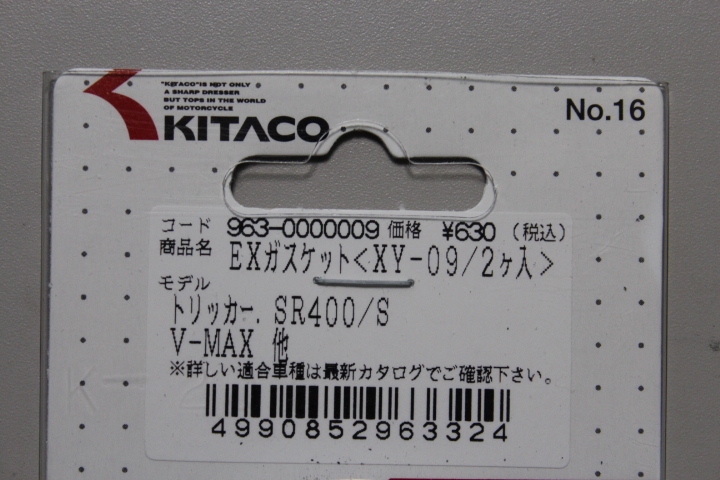 "KITACO"IS NOT ONLY
A SHARP DRESSER
BUT TOPS IN THE WORLD
OF MOTORCYCLE
KITACO
No.16
コード 963-0000009 価格 ¥630 (税込)
商品名 EXガスケット<XY-09/2ヶ入>
モデル
トリッカー. SR400/S
V-MAX 他
※詳しい適合車種は最新カタログでご確認下さい。
4990852963324